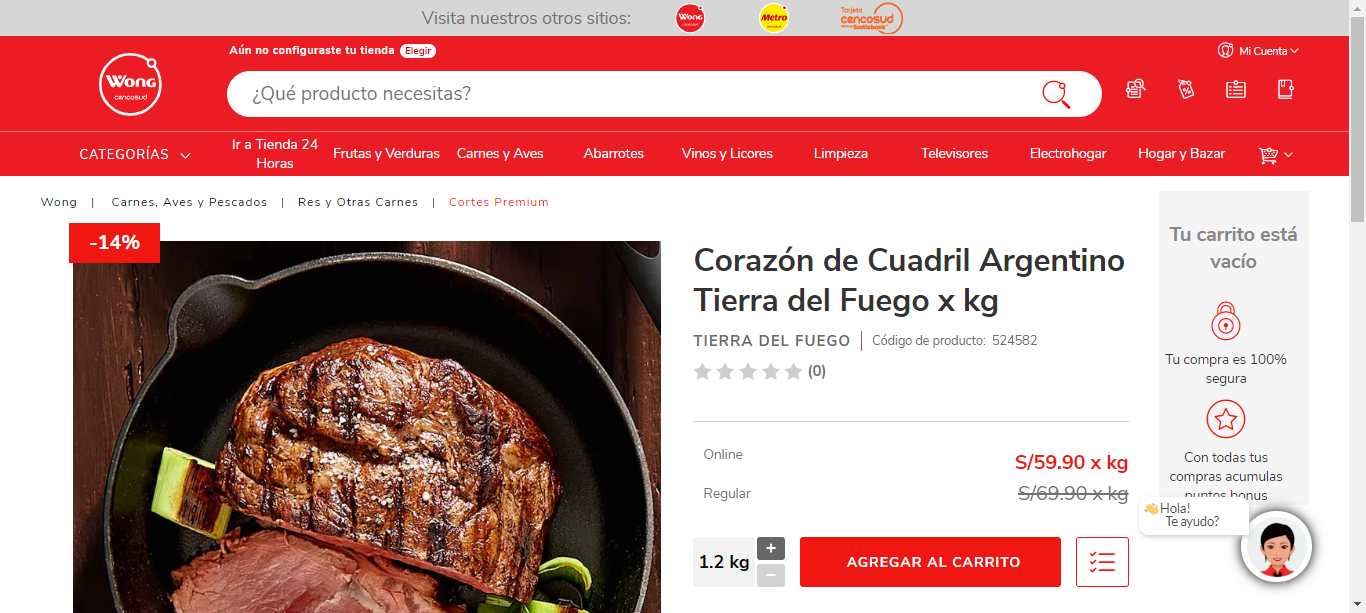 Visita nuestros otros sitios:
Wong
cencosud
Metro
cencosud
Tarjeta
cencosud
Scotiabank
Aún no configuraste tu tienda Elegir
Mi Cuenta
Wong
cencosud
¿Qué producto necesitas?
CATEGORÍAS
Ir a Tienda 24
Horas
Frutas y Verduras
Carnes y Aves
Abarrotes
Vinos y Licores
Limpieza
Televisores
Electrohogar
Hogar y Bazar
Wong | Carnes, Aves y Pescados | Res y Otras Carnes | Cortes Premium
-14%
Corazón de Cuadril Argentino
Tierra del Fuego x kg
TIERRA DEL FUEGO | Código de producto: 524582
(0)
Online
S/59.90 x kg
Regular
S/69.90 x kg
1.2 kg
+
−
AGREGAR AL CARRITO
Tu carrito está
vacío
Tu compra es 100%
segura
Con todas tus
compras acumulas
puntos bonus
👋Hola!
Te ayudo?